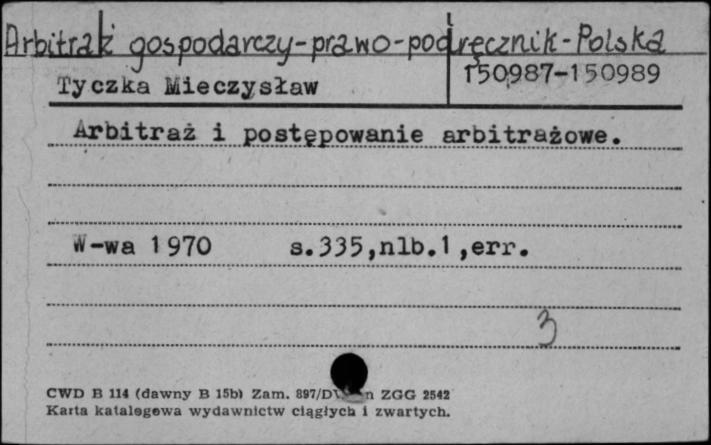 Arbitraż gospodarczy-prawo-podręcznik-Polska
Tyczka Mieczysław
150987-150989
Arbitraż i postępowanie arbitrażowe.
W-wa 1970 s.335,nlb.1,err.
3
CWD B 114 (dawny B 15b) Zam. 897/ ZGG 2542
Karta katalogowa wydawnictw ciągłych i zwartych.